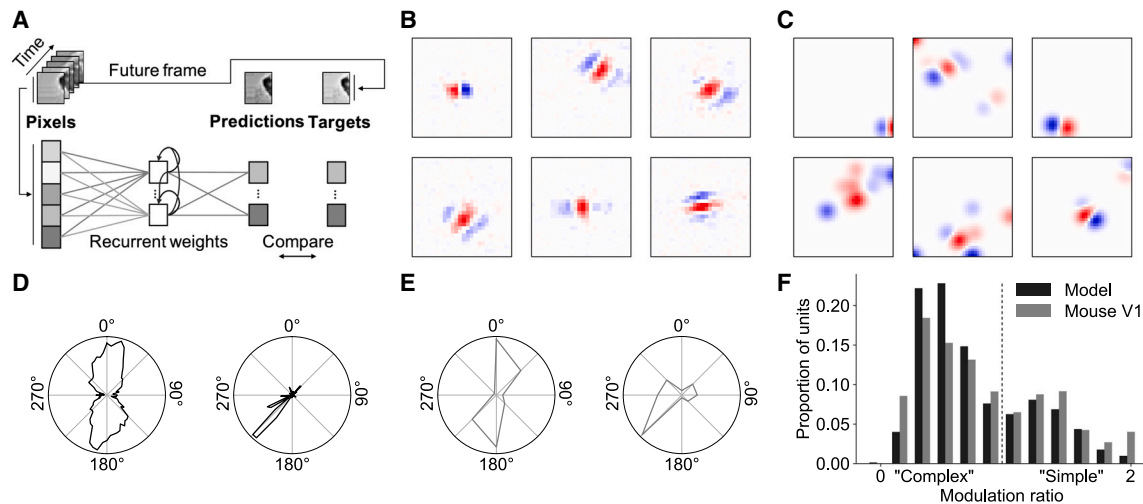 A
Time
Future frame
Pixels
Predictions Targets
Recurrent weights
Compare
B
C
D
0°
90°
180°
270°
0°
90°
180°
270°
E
0°
90°
180°
270°
0°
90°
180°
270°
F
Model
Mouse V1
Proportion of units
0.20
0.15
0.10
0.05
0.00
0 "Complex" "Simple" 2
Modulation ratio